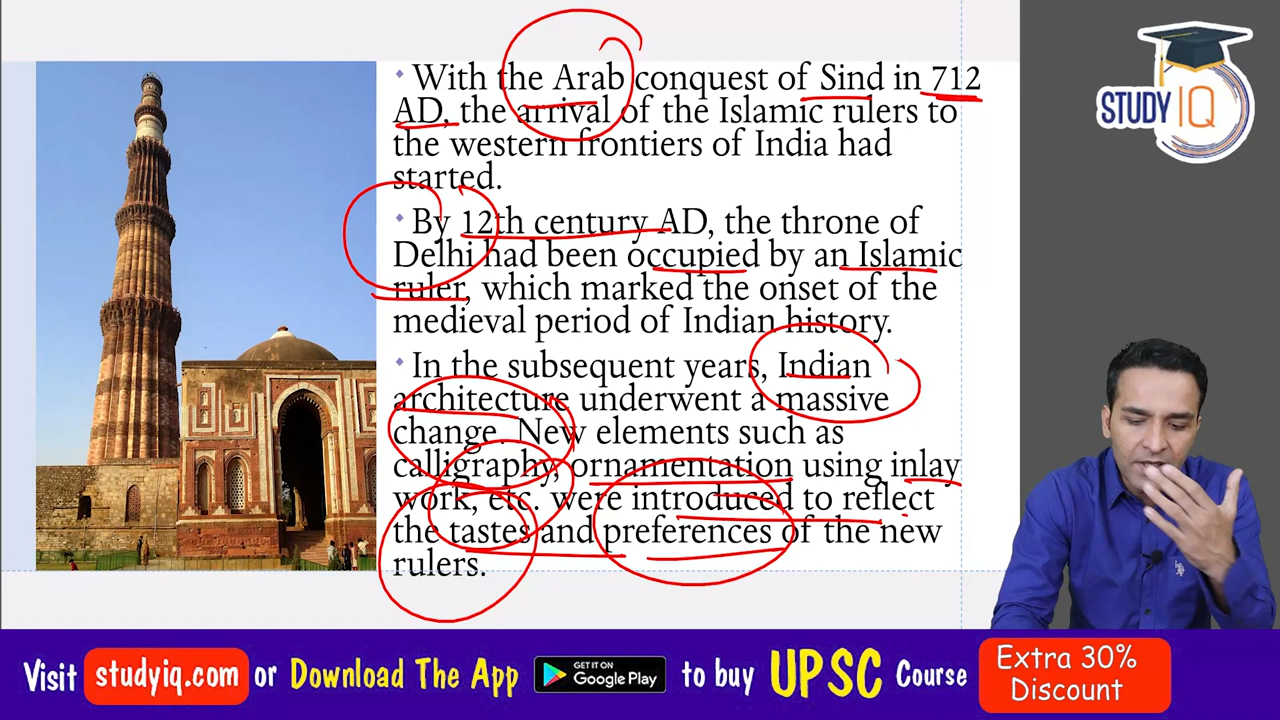 With the Arab conquest of Sind in 712
AD, the arrival of the Islamic rulers to
the western frontiers of India had
started.
By 12th century AD, the throne of
Delhi had been occupied by an Islamic
ruler, which marked the onset of the
medieval period of Indian history.
In the subsequent years, Indian
architecture underwent a massive
change. New elements such as
calligraphy, ornamentation using inlay
work, etc. were introduced to reflect
the tastes and preferences of the new
rulers.
STUDY IQ
Visit studyiq.com or Download The App GET IT ON Google Play to buy UPSC Course
Extra 30%
Discount